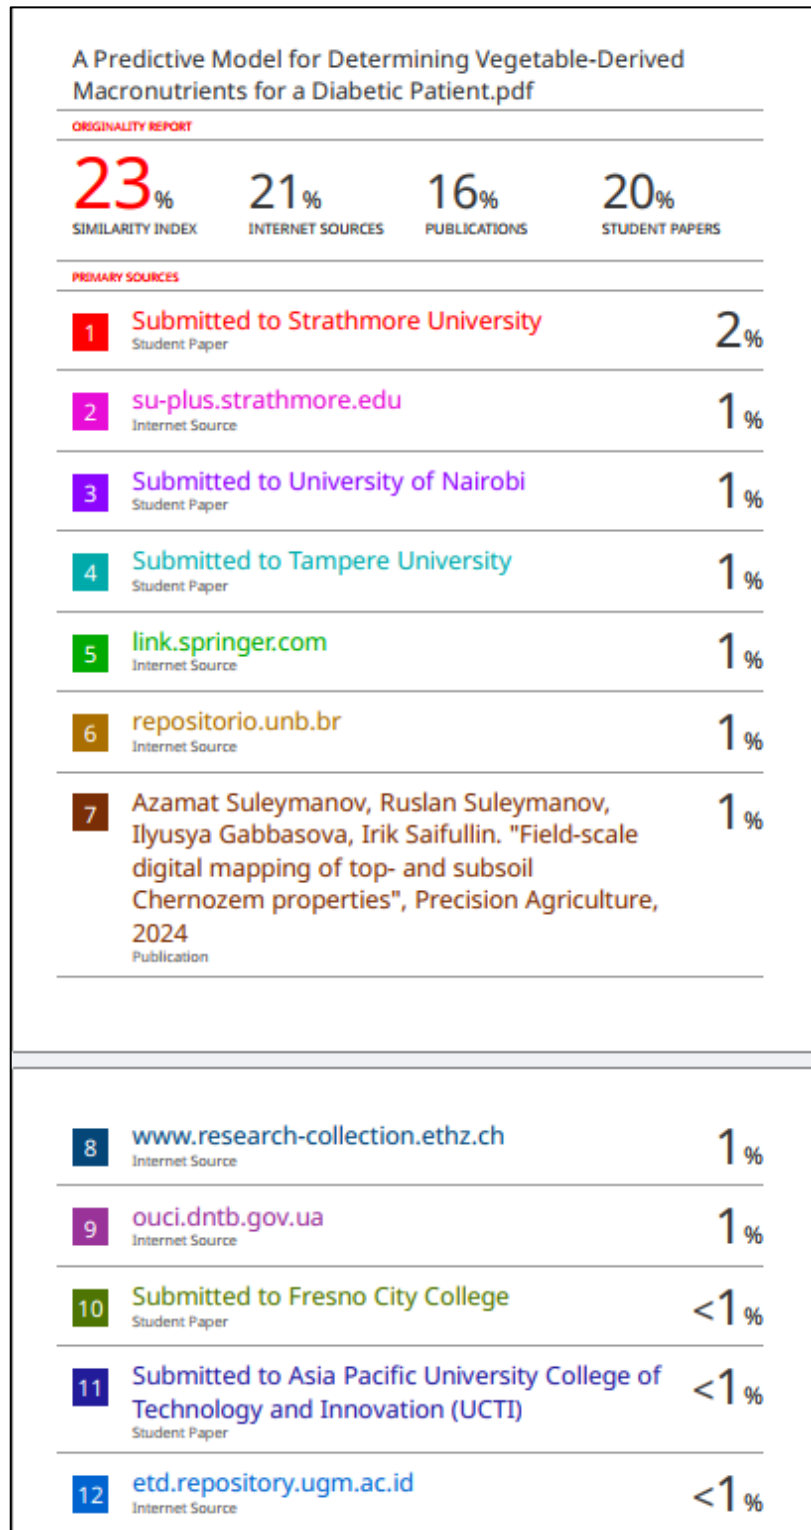 A Predictive Model for Determining Vegetable-Derived
Macronutrients for a Diabetic Patient.pdf
ORIGINALITY REPORT
23%
SIMILARITY INDEX
21%
INTERNET SOURCES
16%
PUBLICATIONS
20%
STUDENT PAPERS
PRIMARY SOURCES
1 Submitted to Strathmore University 2%
Student Paper
2 su-plus.strathmore.edu 1%
Internet Source
3 Submitted to University of Nairobi 1%
Student Paper
4 Submitted to Tampere University 1%
Student Paper
5 link.springer.com 1%
Internet Source
6 repositorio.unb.br 1%
Internet Source
7 Azamat Suleymanov, Ruslan Suleymanov, 1%
Ilyusya Gabbasova, Irik Saifullin. "Field-scale
digital mapping of top- and subsoil
Chernozem properties", Precision Agriculture,
2024
Publication
8 www.research-collection.ethz.ch 1%
Internet Source
9 ouci.dntb.gov.ua 1%
Internet Source
10 Submitted to Fresno City College <1%
Student Paper
11 Submitted to Asia Pacific University College of <1%
Technology and Innovation (UCTI)
Student Paper
12 etd.repository.ugm.ac.id <1%
Internet Source